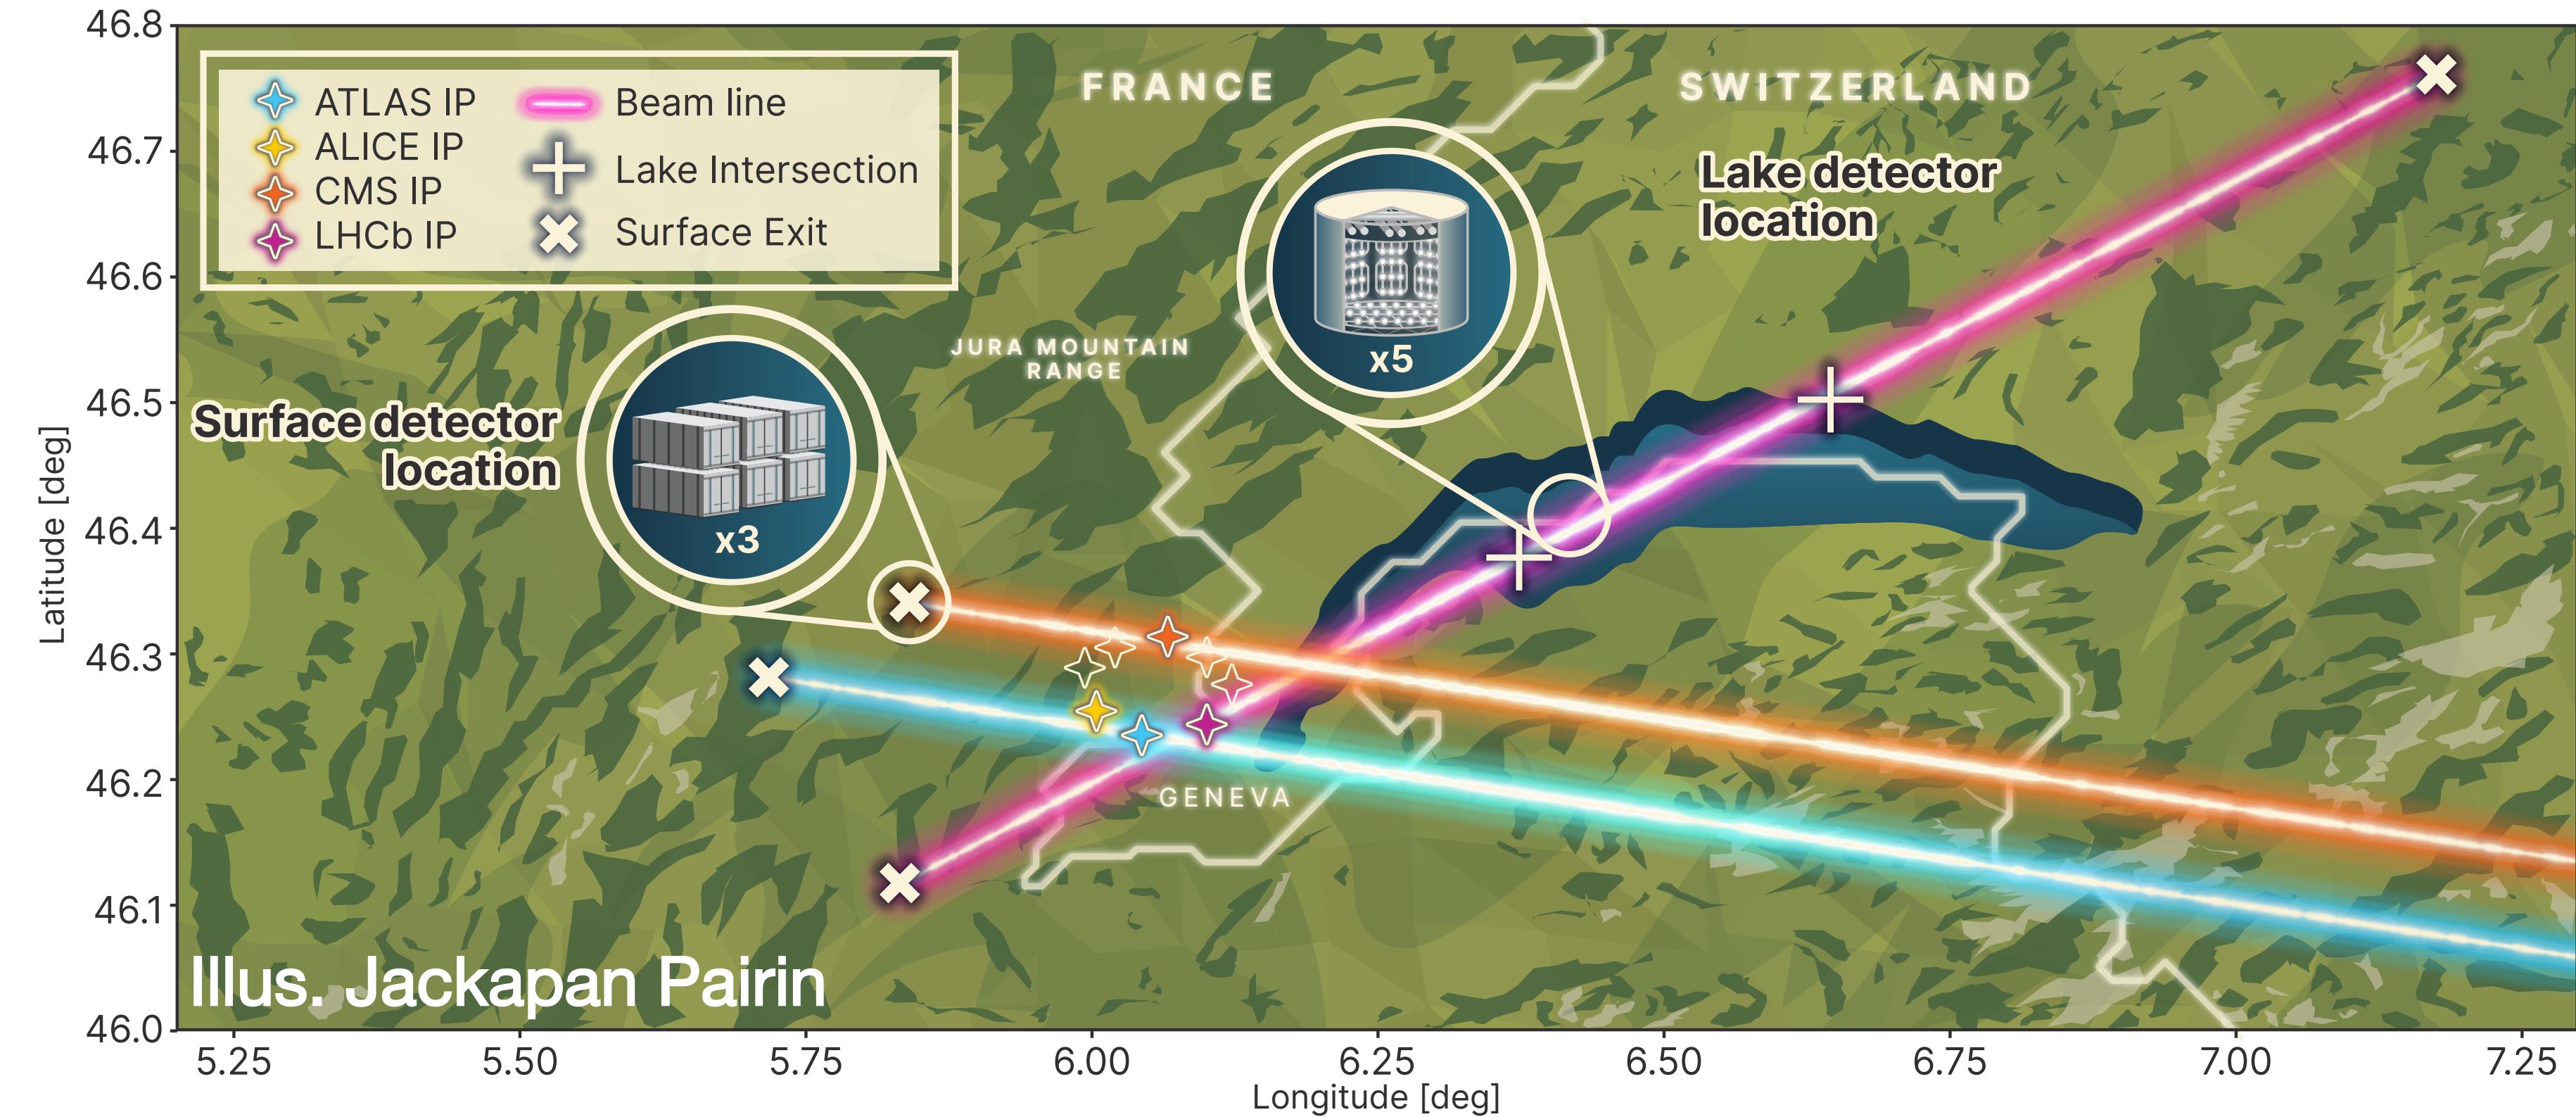 46.8
46.7
46.6
46.5
46.4
46.3
46.2
46.1
46.0
Latitude [deg]
ATLAS IP
ALICE IP
CMS IP
LHCb IP
Beam line
Lake Intersection
Surface Exit
FRANCE
SWITZERLAND
Lake detector
location
x5
JURA MOUNTAIN
RANGE
Surface detector
location
x3
GENEVA
Illus. Jackapan Pairin
5.25 5.50 5.75 6.00 6.25 6.50 6.75 7.00 7.25
Longitude [deg]